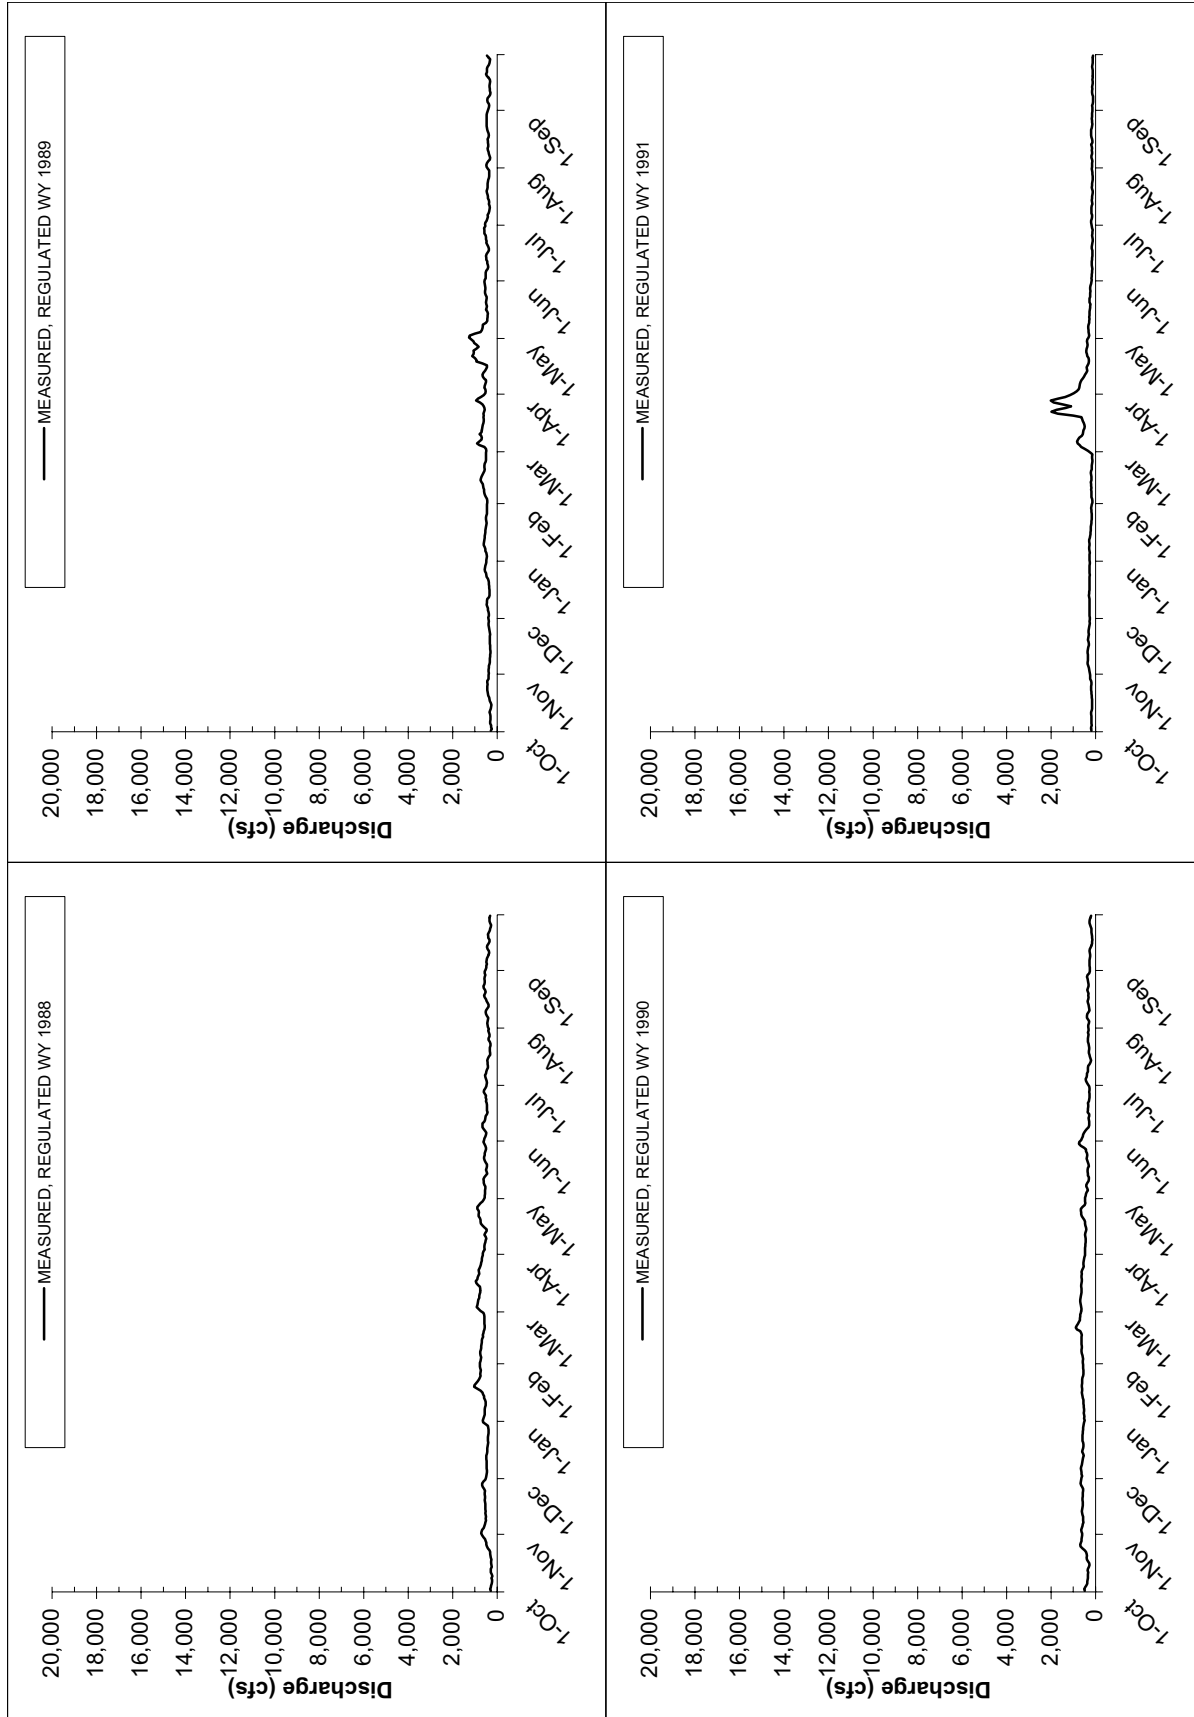 MEASURED, REGULATED WY 1988
20,000
18,000
16,000
14,000
12,000
10,000
8,000
6,000
4,000
2,000
0
Discharge (cfs)
1-Oct
1-Nov
1-Dec
1-Jan
1-Feb
1-Mar
1-Apr
1-May
1-Jun
1-Jul
1-Aug
1-Sep
MEASURED, REGULATED WY 1989
20,000
18,000
16,000
14,000
12,000
10,000
8,000
6,000
4,000
2,000
0
Discharge (cfs)
1-Oct
1-Nov
1-Dec
1-Jan
1-Feb
1-Mar
1-Apr
1-May
1-Jun
1-Jul
1-Aug
1-Sep
MEASURED, REGULATED WY 1990
20,000
18,000
16,000
14,000
12,000
10,000
8,000
6,000
4,000
2,000
0
Discharge (cfs)
1-Oct
1-Nov
1-Dec
1-Jan
1-Feb
1-Mar
1-Apr
1-May
1-Jun
1-Jul
1-Aug
1-Sep
MEASURED, REGULATED WY 1991
20,000
18,000
16,000
14,000
12,000
10,000
8,000
6,000
4,000
2,000
0
Discharge (cfs)
1-Oct
1-Nov
1-Dec
1-Jan
1-Feb
1-Mar
1-Apr
1-May
1-Jun
1-Jul
1-Aug
1-Sep